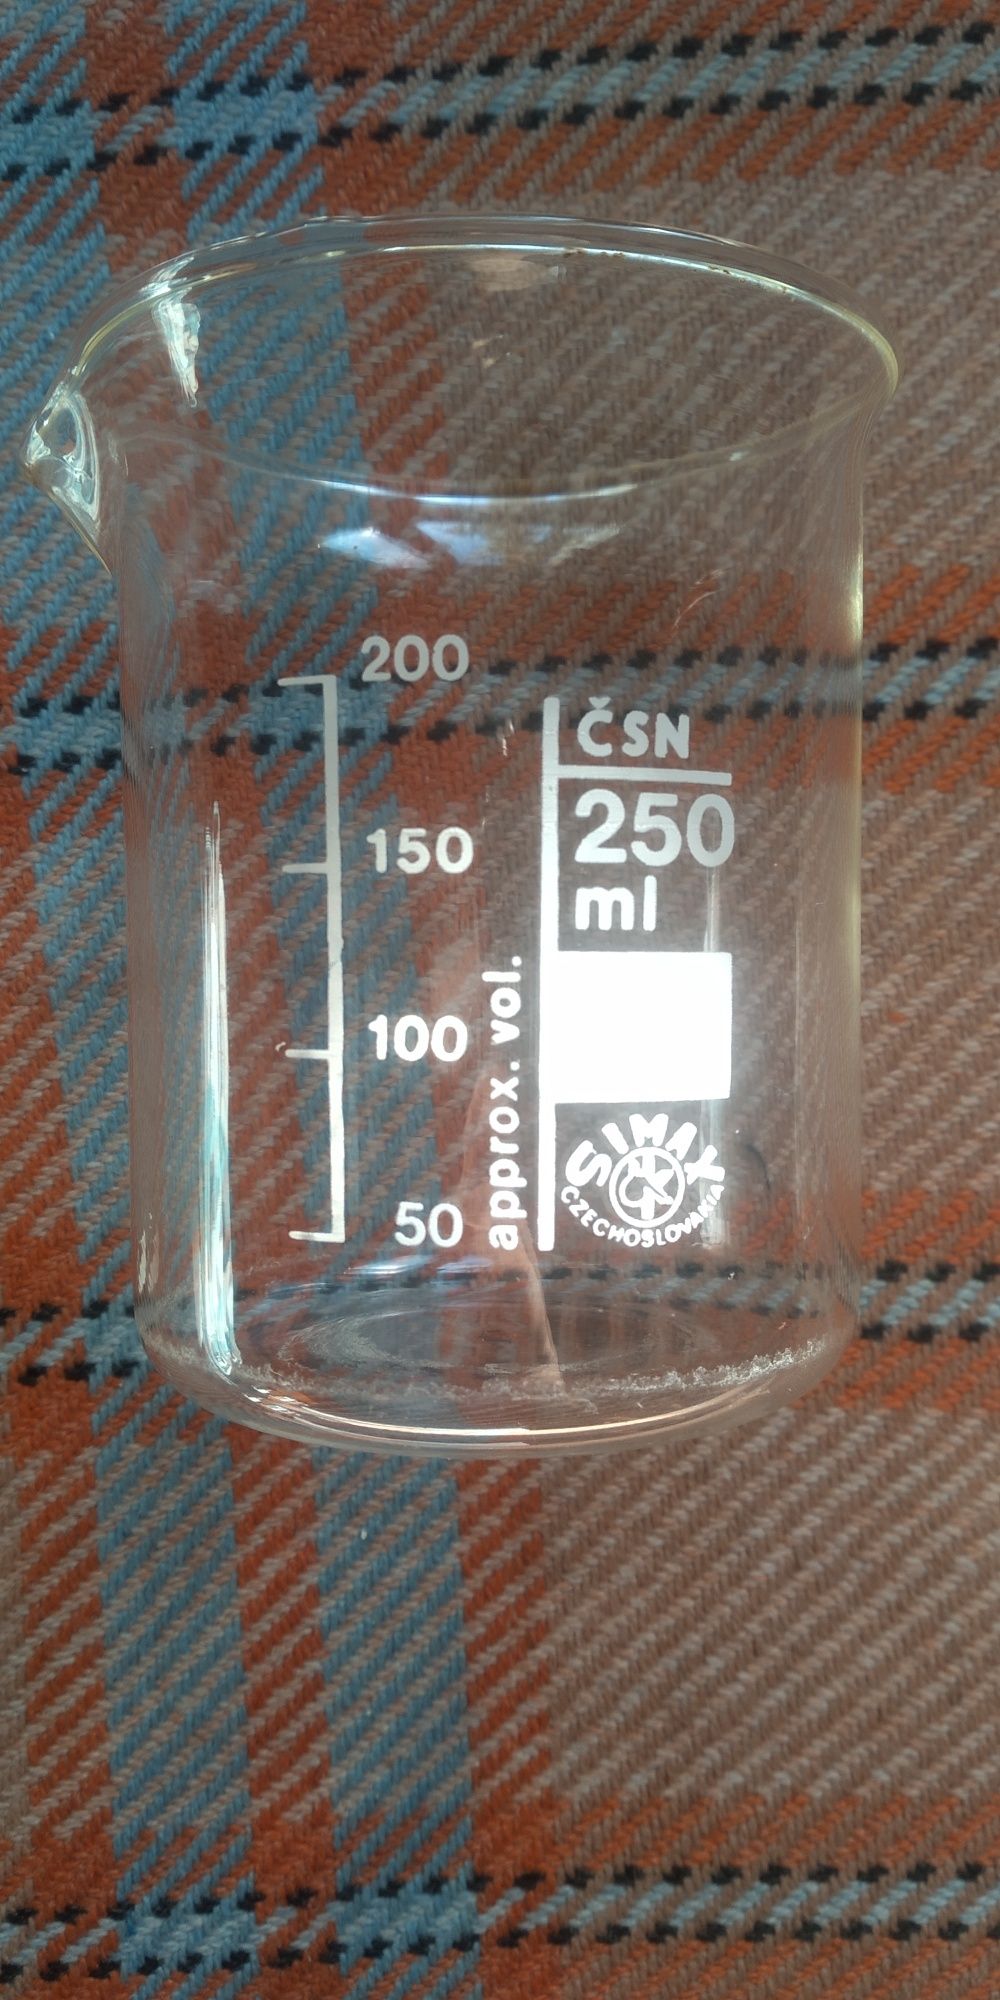 200
150
100
50
approx. vol.
ČSN
250
ml
SIMAX
CZECHOSLOVAKIA